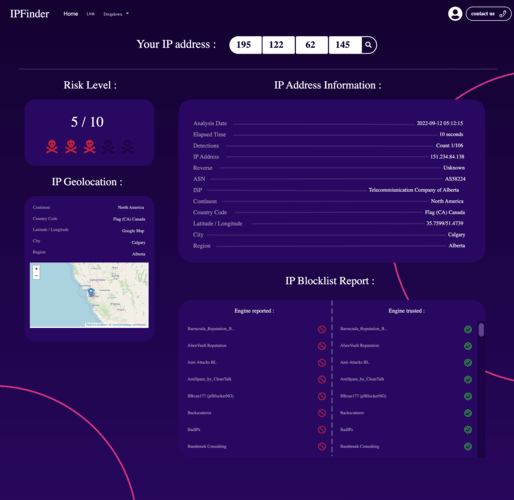 IPFinder Home Link Dropdown contact us
Your IP address : 195 122 62 145
Risk Level :
5 / 10
IP Geolocation :
Continent North America
Country Code Flag (CA) Canada
Latitude / Longitude Google Map
City Calgary
Region Alberta
+
−
IP Address Information :
Analysis Date 2022-09-12 05:12:15
Elapsed Time 10 seconds
Detections Count 1/106
IP Address 151.234.84.138
Reverse Unknown
ASN AS58224
ISP Telecommiunication Company of Alberta
Continent North America
Country Code Flag (CA) Canada
Latitude / Longitude 35.7599/51.4739
City Calgary
Region Alberta
IP Blocklist Report :
Engine reported : Engine trusted :
Barracuda_Reputation_B... Barracuda_Reputation_B...
AlienVault Reputation AlienVault Reputation
Anti Attacks BL Anti Attacks BL
AntiSpam_by_CleanTalk AntiSpam_by_CleanTalk
BBcan177 (pfBlockerNG) BBcan177 (pfBlockerNG)
Backscatterer Backscatterer
BadIPs BadIPs
Bambenek Consulting Bambenek Consulting